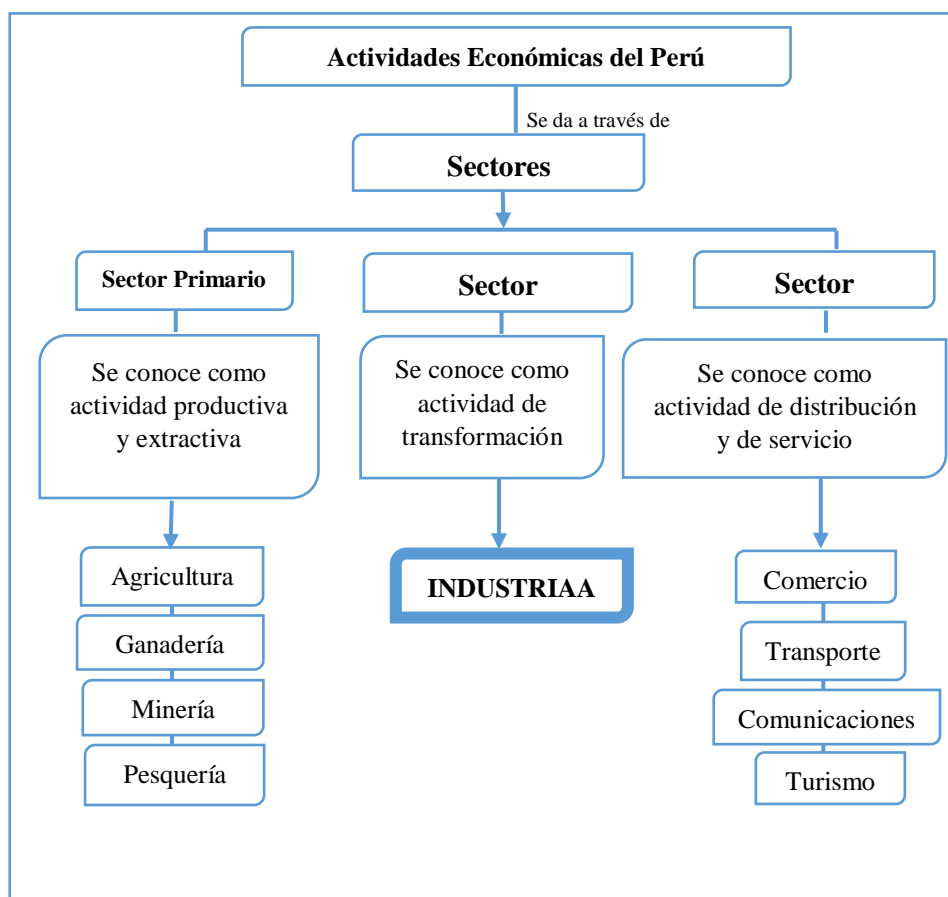 Actividades Económicas del Perú
Se da a través de
Sectores
Sector Primario
Sector
Sector
Se conoce como
actividad productiva
y extractiva
Se conoce como
actividad de
transformación
Se conoce como
actividad de distribución
y de servicio
Agricultura
Ganadería
Minería
Pesquería
INDUSTRIAA
Comercio
Transporte
Comunicaciones
Turismo